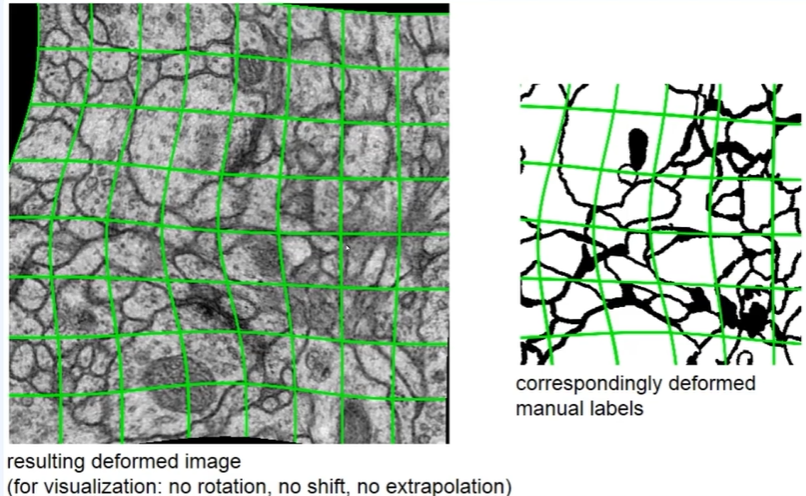 correspondingly deformed
manual labels
resulting deformed image
(for visualization: no rotation, no shift, no extrapolation)